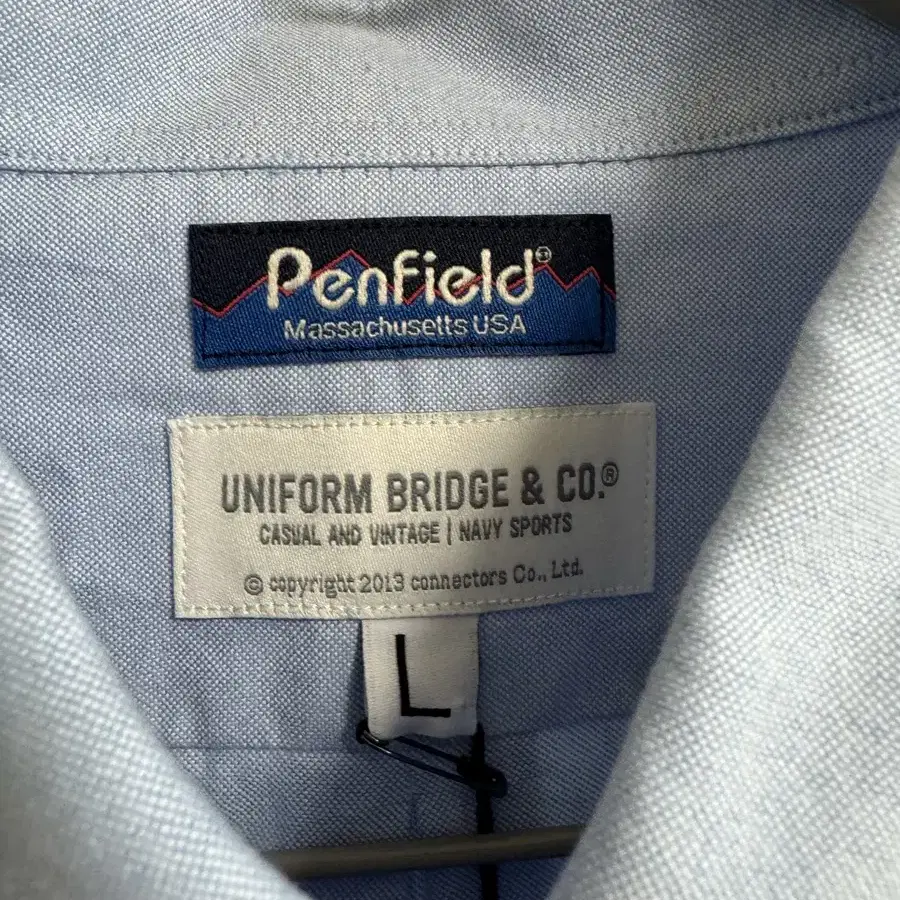 Penfield®
Massachusetts USA
UNIFORM BRIDGE & CO.®
CASUAL AND VINTAGE | NAVY SPORTS
© copyright 2013 connectors Co., Ltd.
L